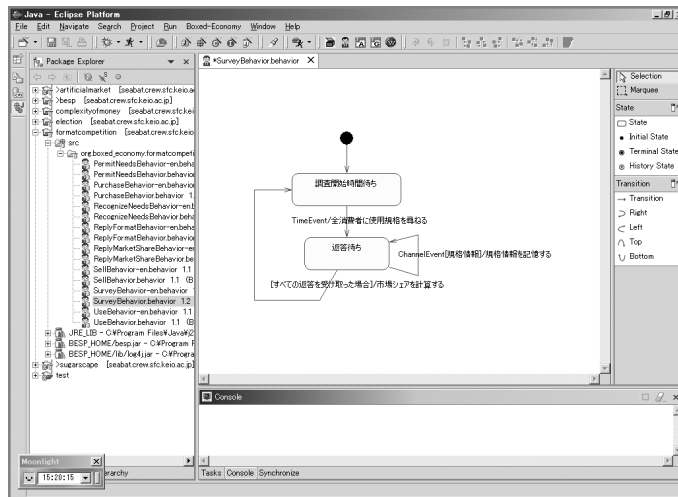 Java - Eclipse Platform
File Edit Navigate Search Project Run Boxed-Economy Window Help
Package Explorer
*SurveyBehavior.behavior
>artificialmarket [seabat.crew.sfc.keio.a
>besp [seabat.crew.sfc.keio.ac.jp]
complexityofmoney [seabat.crew.sfc.kei
election [seabat.crew.sfc.keio.ac.jp]
formatcompetition [seabat.crew.sfc.keio
src
org.boxed_economy.formatcompeti
PermitNeedsBehavior-en.beha
PermitNeedsBehavior.behavior
PurchaseBehavior-en.behavior
PurchaseBehavior.behavior 1.
RecognizeNeedsBehavior-en.b
RecognizeNeedsBehavior.beha
ReplyFormatBehavior-en.beha
ReplyFormatBehavior.behavior
ReplyMarketShareBehavior-e
ReplyMarketShareBehavior.be
SellBehavior-en.behavior 1.1
SellBehavior.behavior 1.1 (B
SurveyBehavior-en.behavior
SurveyBehavior.behavior 1.2
UseBehavior-en.behavior 1.1
UseBehavior.behavior 1.1 (B
JRE_LIB - C:¥Program Files¥Java¥j2
BESP_HOME/besp.jar - C:¥Program F
BESP_HOME/lib/log4j.jar - C:¥Progra
>sugarscape [seabat.crew.sfc.keio.ac.jp]
test
調査開始時間待ち
TimeEvent/全消費者に使用規格を尋ねる
返答待ち
ChannelEvent[規格情報]/規格情報を記憶する
[すべての返答を受け取った場合]/市場シェアを計算する
Selection
Marquee
State
State
Initial State
Terminal State
History State
Transition
Transition
Right
Left
Top
Bottom
Console
Tasks Console Synchronize
Moonlight
15:20:15
erarchy